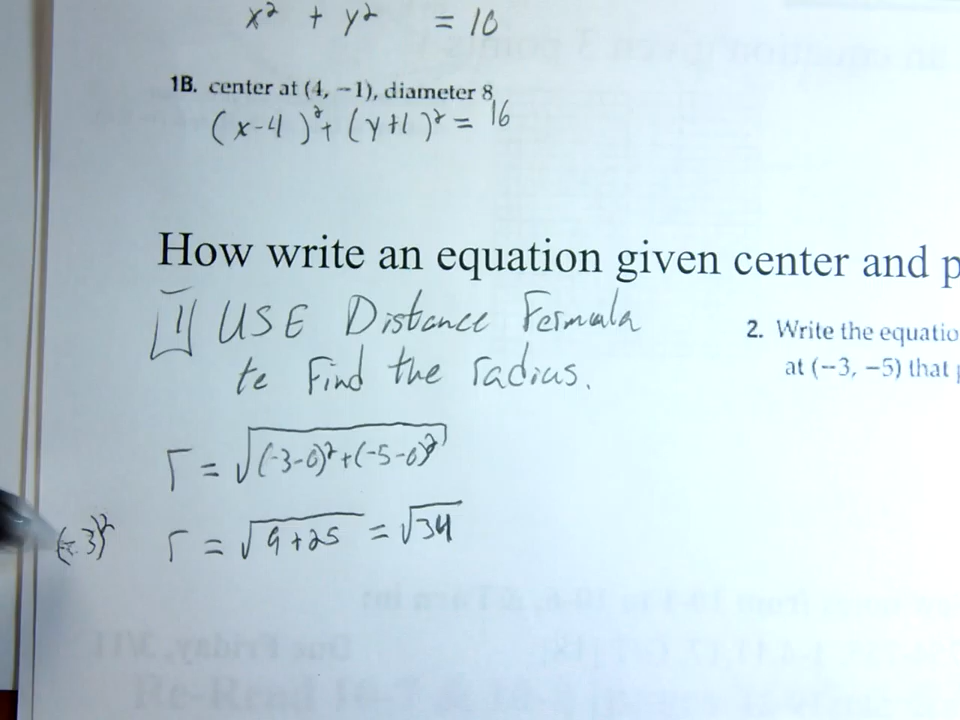 x² + y² = 10
1B. center at (4, −1), diameter 8
(x-4)² + (y+1)² = 16
How write an equation given center and p
1 USE Distance Formula
to Find the radius.
2. Write the equatio
at (−3, −5) that p
r = √(-3-0)²+(-5-0)²
(-3)² r = √9+25 = √34